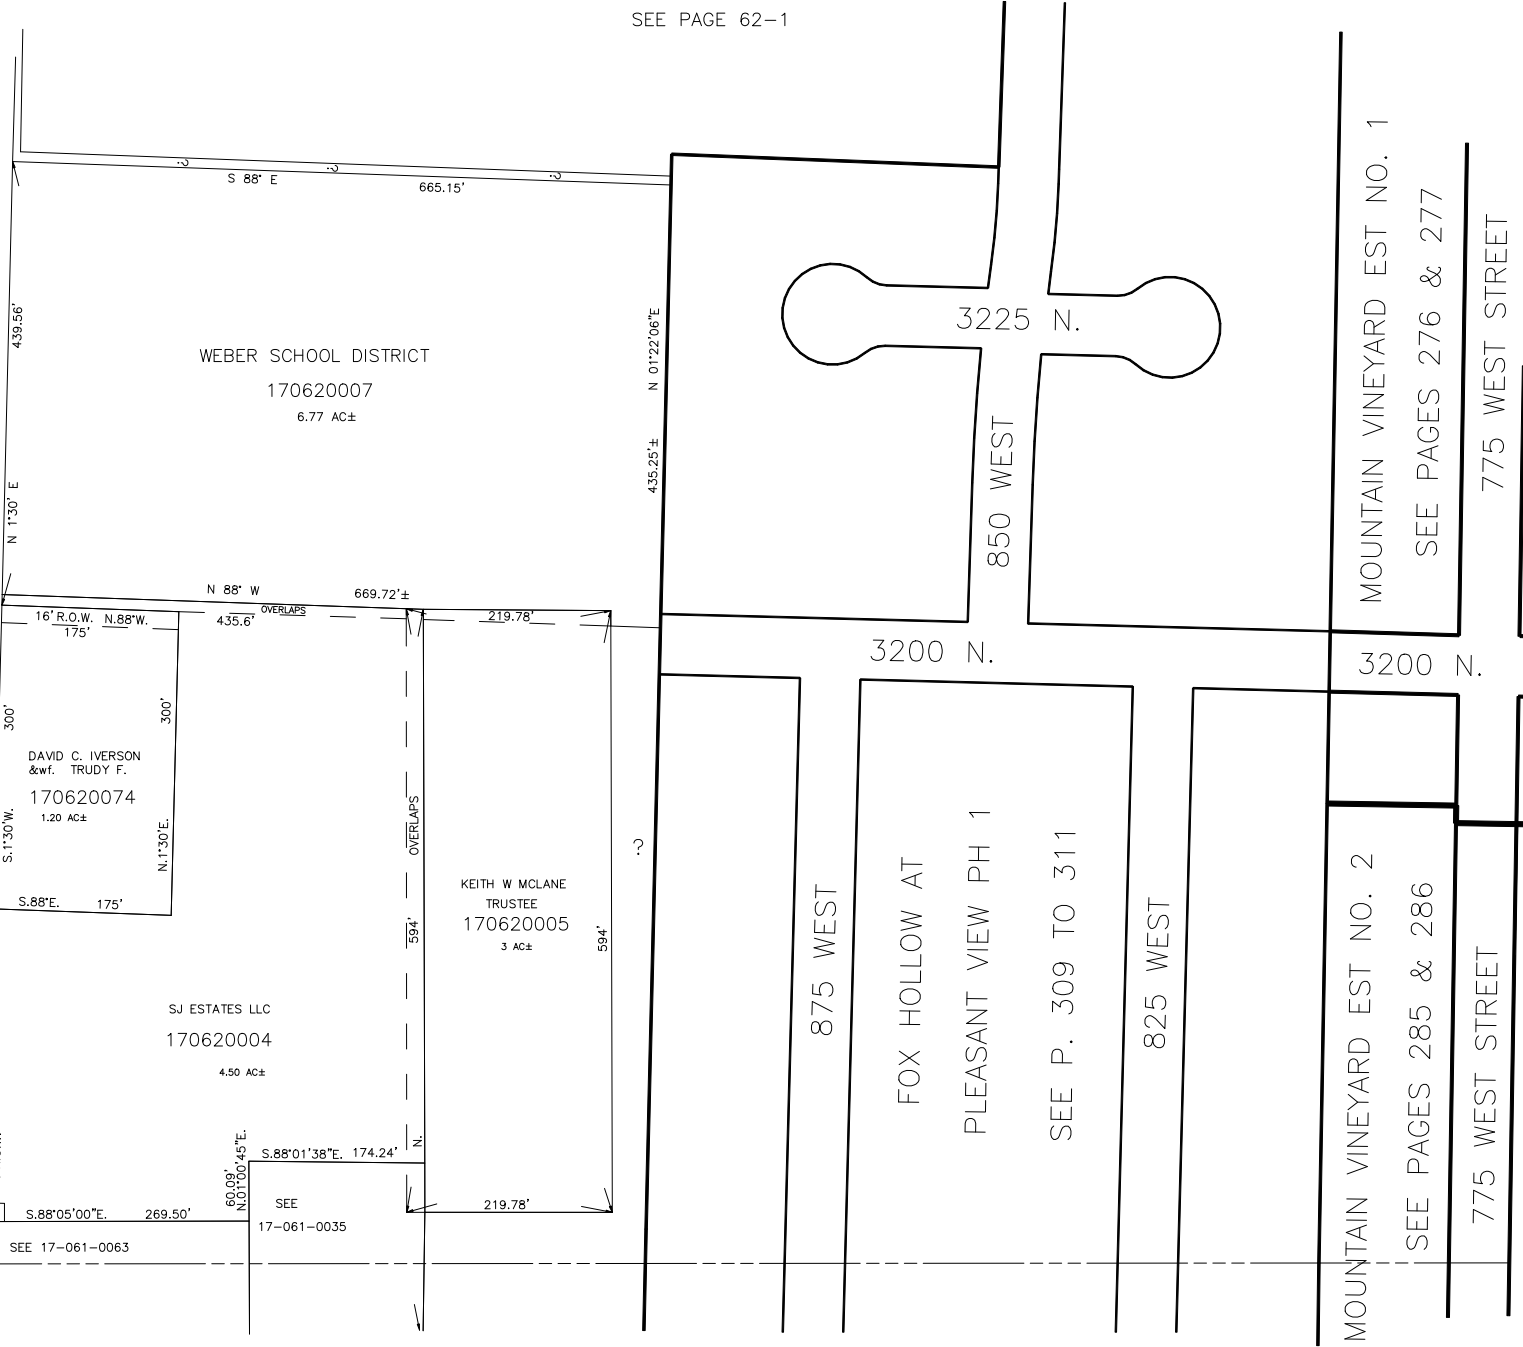 SEE PAGE 62-1
?
?
?
S 88° E
665.15'
439.56'
N 1°30' E
WEBER SCHOOL DISTRICT
170620007
6.77 AC±
N 01°22'06"E
435.25'±
N 88° W
669.72'±
OVERLAPS
16' R.O.W. N.88°W.
175'
435.6'
219.78'
300'
300'
DAVID C. IVERSON
&wf. TRUDY F.
170620074
1.20 AC±
S.1°30'W.
N.1°30'E.
S.88°E. 175'
OVERLAPS
594'
N.
KEITH W MCLANE
TRUSTEE
170620005
3 AC±
594'
219.78'
?
SJ ESTATES LLC
170620004
4.50 AC±
S.88°01'38"E. 174.24'
60.09'
N.01°00'45"E.
SEE
17-061-0035
S.88°05'00"E. 269.50'
SEE 17-061-0063
3225 N.
850 WEST
3200 N.
3200 N.
875 WEST
FOX HOLLOW AT
PLEASANT VIEW PH 1
SEE P. 309 TO 311
825 WEST
MOUNTAIN VINEYARD EST NO. 1
SEE PAGES 276 & 277
775 WEST STREET
MOUNTAIN VINEYARD EST NO. 2
SEE PAGES 285 & 286
775 WEST STREET